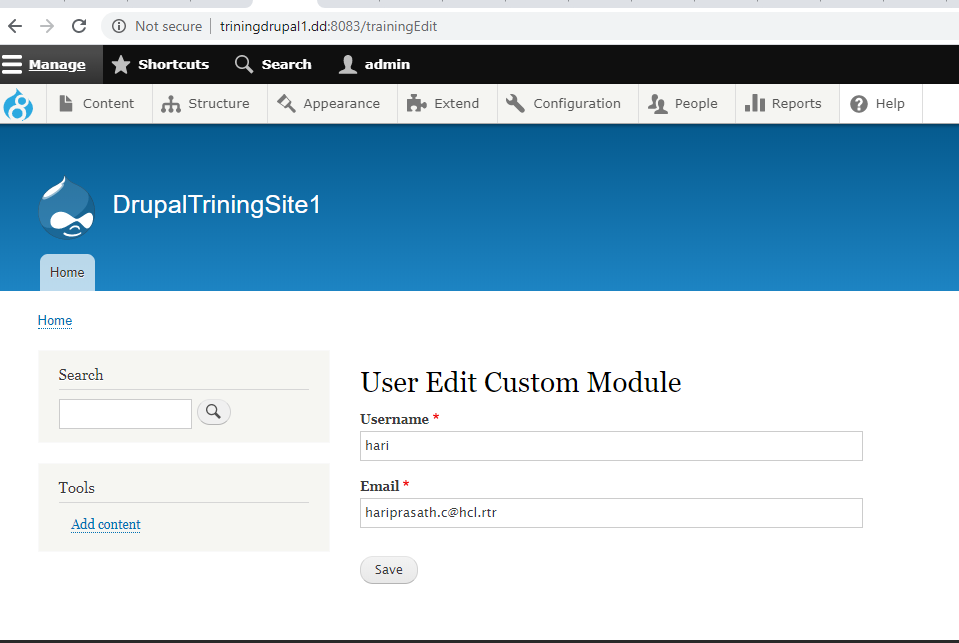 Not secure | triningdrupal1.dd:8083/trainingEdit
Manage Shortcuts Search admin
Content Structure Appearance Extend Configuration People Reports Help
DrupalTriningSite1
Home
Home
Search
User Edit Custom Module
Username *
hari
Email *
hariprasath.c@hcl.rtr
Tools
Add content
Save